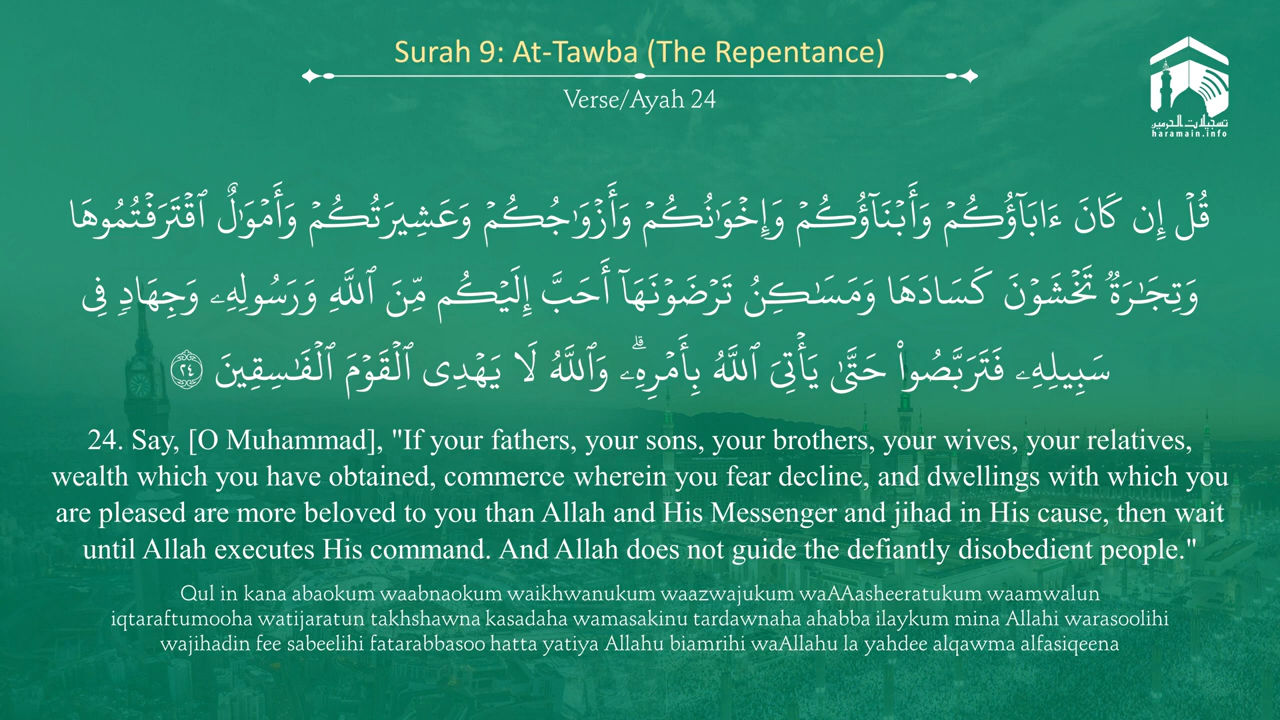 Surah 9: At-Tawba (The Repentance)
Verse/Ayah 24
تسجيلات الحرمين
haramain.info
قُلۡ إِن كَانَ ءَابَآؤُكُمۡ وَأَبۡنَآؤُكُمۡ وَإِخۡوَٰنُكُمۡ وَأَزۡوَٰجُكُمۡ وَعَشِيرَتُكُمۡ وَأَمۡوَٰلٌ ٱقۡتَرَفۡتُمُوهَا
وَتِجَٰرَةٞ تَخۡشَوۡنَ كَسَادَهَا وَمَسَٰكِنُ تَرۡضَوۡنَهَآ أَحَبَّ إِلَيۡكُم مِّنَ ٱللَّهِ وَرَسُولِهِۦ وَجِهَادٖ فِي
سَبِيلِهِۦ فَتَرَبَّصُواْ حَتَّىٰ يَأۡتِيَ ٱللَّهُ بِأَمۡرِهِۦۗ وَٱللَّهُ لَا يَهۡدِي ٱلۡقَوۡمَ ٱلۡفَٰسِقِينَ ٢٤
24. Say, [O Muhammad], "If your fathers, your sons, your brothers, your wives, your relatives,
wealth which you have obtained, commerce wherein you fear decline, and dwellings with which you
are pleased are more beloved to you than Allah and His Messenger and jihad in His cause, then wait
until Allah executes His command. And Allah does not guide the defiantly disobedient people."
Qul in kana abaokum waabnaokum waikhwanukum waazwajukum waAAasheeratukum waamwalun
iqtaraftumooha watijaratun takhshawna kasadaha wamasakinu tardawnaha ahabba ilaykum mina Allahi warasoolihi
wajihadin fee sabeelihi fatarabbasoo hatta yatiya Allahu biamrihi waAllahu la yahdee alqawma alfasiqeena